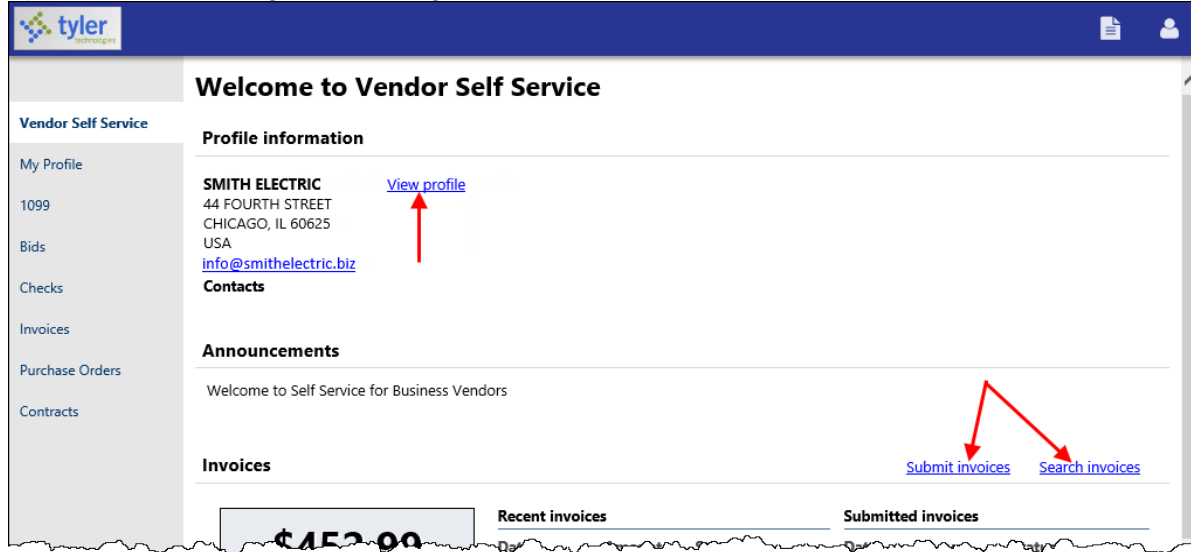 tyler
technologies
Welcome to Vendor Self Service
Vendor Self Service
My Profile
1099
Bids
Checks
Invoices
Purchase Orders
Contracts
Profile information
SMITH ELECTRIC View profile
44 FOURTH STREET
CHICAGO, IL 60625
USA
info@smithelectric.biz
Contacts
Announcements
Welcome to Self Service for Business Vendors
Invoices Submit invoices Search invoices
$452.99
Recent invoices
Submitted invoices